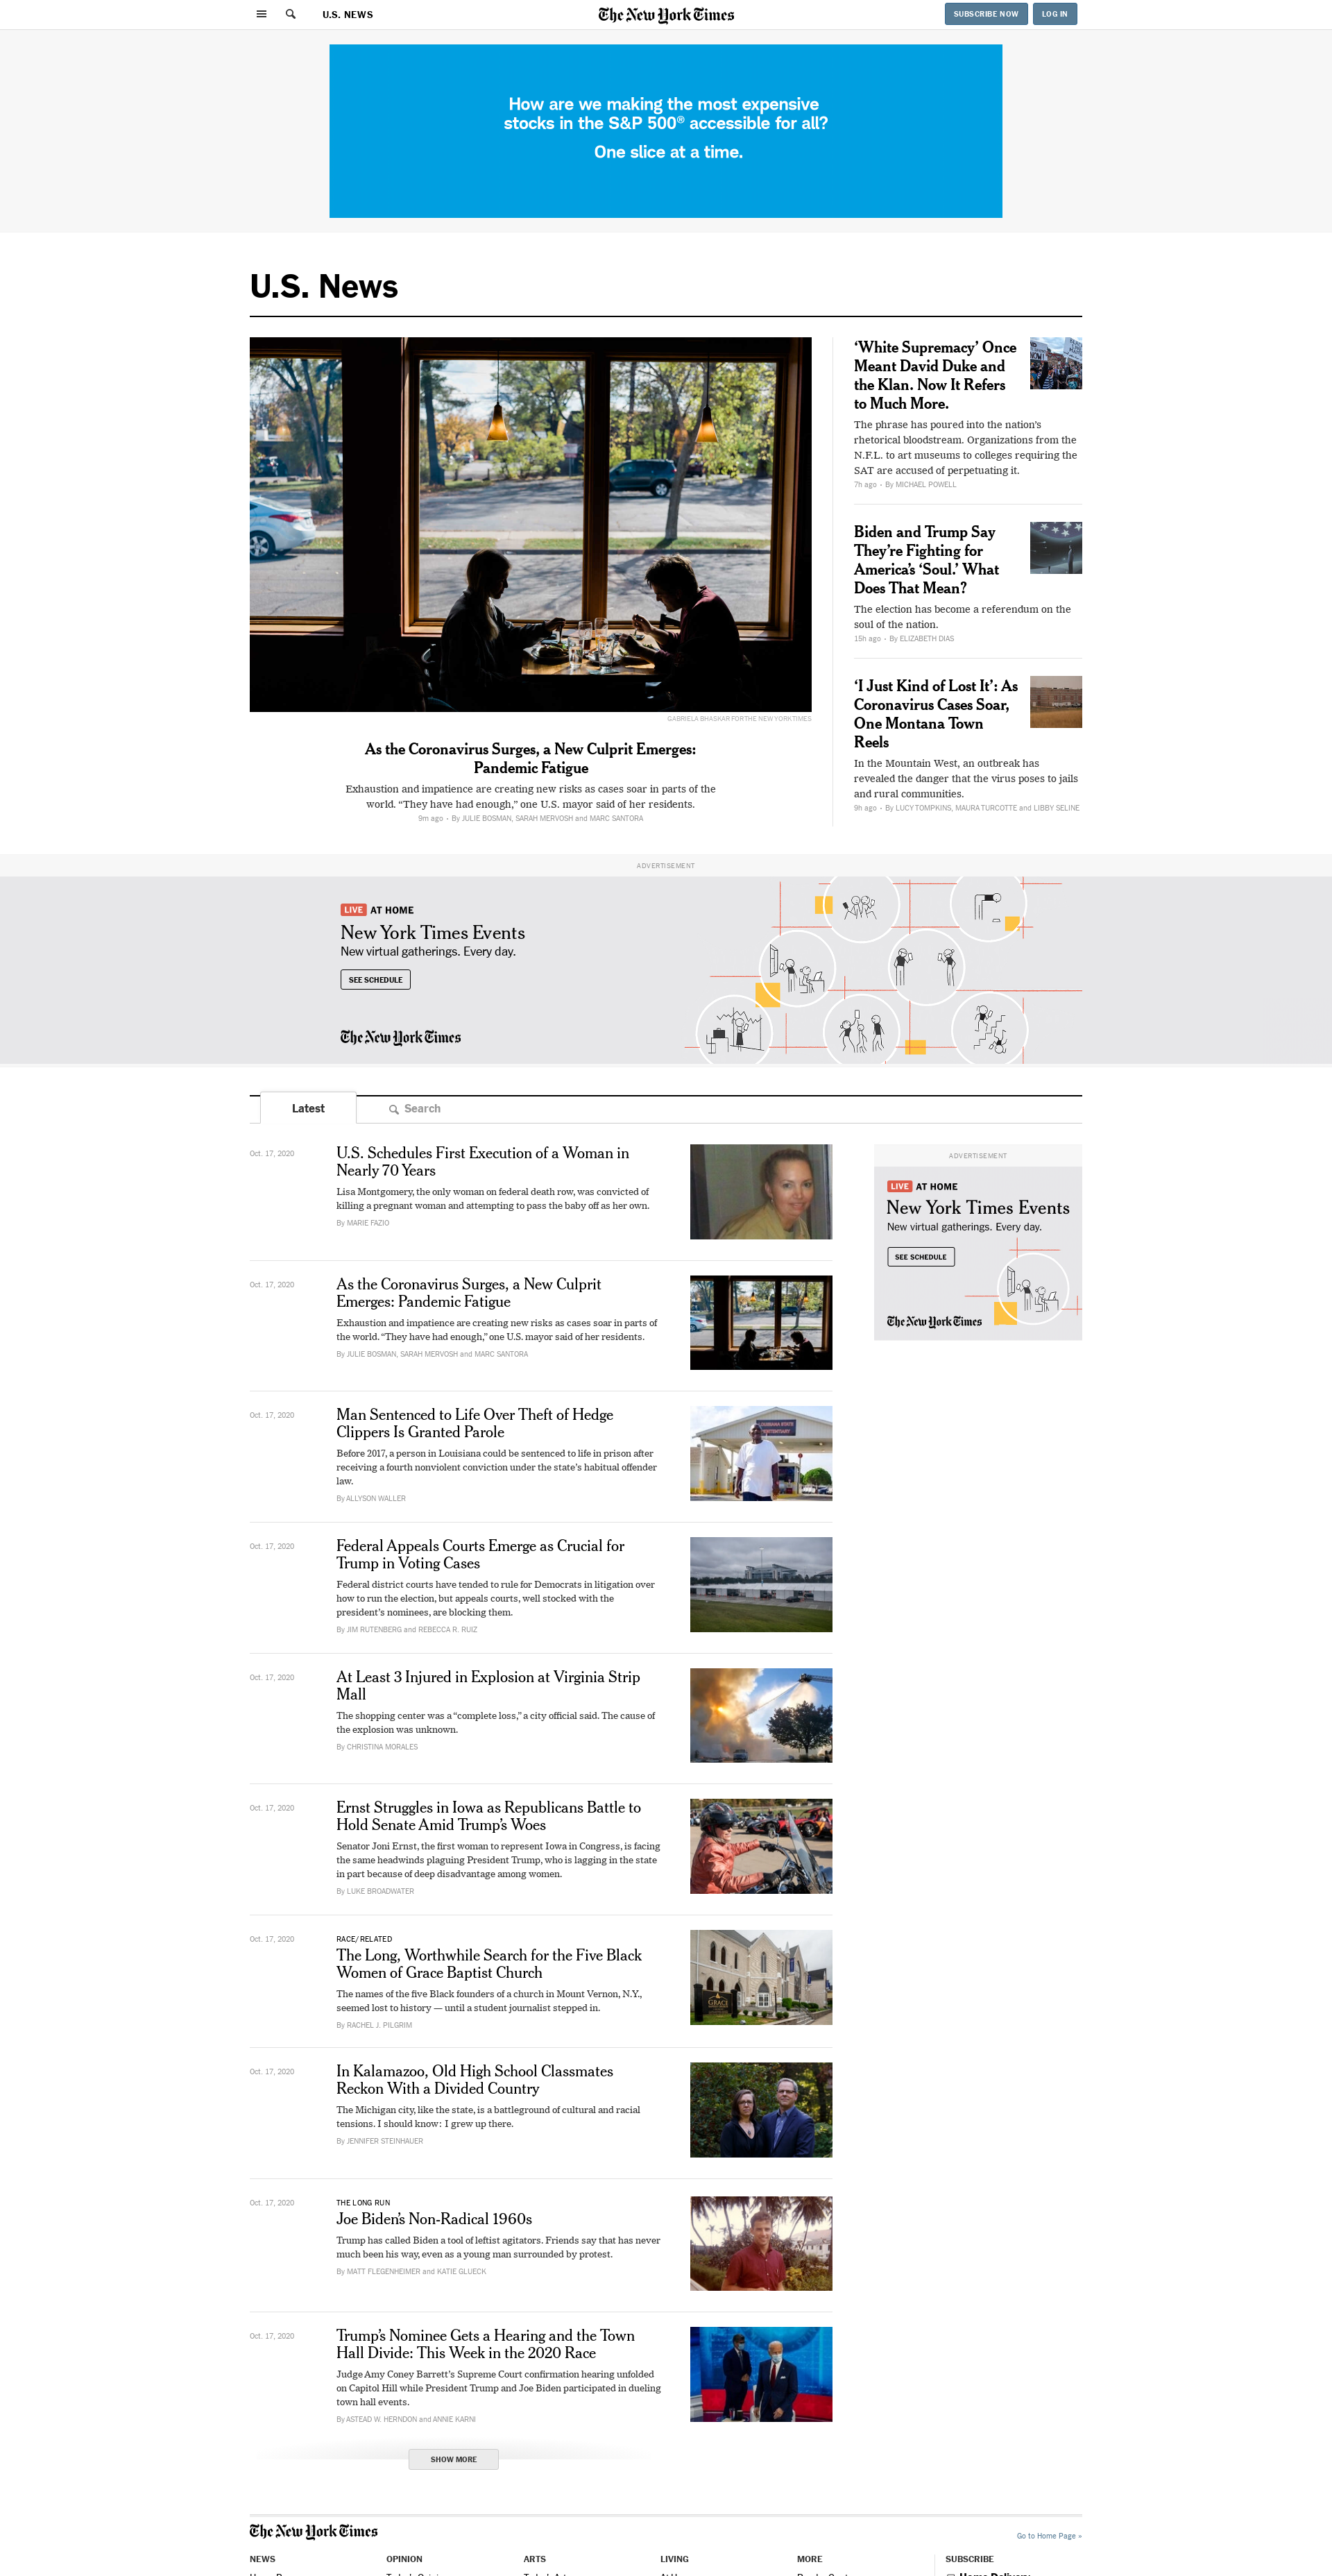 U.S. NEWS
The New York Times
SUBSCRIBE NOW
LOG IN
How are we making the most expensive
stocks in the S&P 500® accessible for all?
One slice at a time.
U.S. News
GABRIELA BHASKAR FOR THE NEW YORK TIMES
As the Coronavirus Surges, a New Culprit Emerges:
Pandemic Fatigue
Exhaustion and impatience are creating new risks as cases soar in parts of the
world. “They have had enough,” one U.S. mayor said of her residents.
9m ago • By JULIE BOSMAN, SARAH MERVOSH and MARC SANTORA
‘White Supremacy’ Once
Meant David Duke and
the Klan. Now It Refers
to Much More.
The phrase has poured into the nation’s
rhetorical bloodstream. Organizations from the
N.F.L. to art museums to colleges requiring the
SAT are accused of perpetuating it.
7h ago • By MICHAEL POWELL
Biden and Trump Say
They’re Fighting for
America’s ‘Soul.’ What
Does That Mean?
The election has become a referendum on the
soul of the nation.
15h ago • By ELIZABETH DIAS
‘I Just Kind of Lost It’: As
Coronavirus Cases Soar,
One Montana Town
Reels
In the Mountain West, an outbreak has
revealed the danger that the virus poses to jails
and rural communities.
9h ago • By LUCY TOMPKINS, MAURA TURCOTTE and LIBBY SELINE
ADVERTISEMENT
LIVE AT HOME
New York Times Events
New virtual gatherings. Every day.
SEE SCHEDULE
The New York Times
Latest
Search
Oct. 17, 2020
U.S. Schedules First Execution of a Woman in
Nearly 70 Years
Lisa Montgomery, the only woman on federal death row, was convicted of
killing a pregnant woman and attempting to pass the baby off as her own.
By MARIE FAZIO
ADVERTISEMENT
LIVE AT HOME
New York Times Events
New virtual gatherings. Every day.
SEE SCHEDULE
The New York Times
Oct. 17, 2020
As the Coronavirus Surges, a New Culprit
Emerges: Pandemic Fatigue
Exhaustion and impatience are creating new risks as cases soar in parts of
the world. “They have had enough,” one U.S. mayor said of her residents.
By JULIE BOSMAN, SARAH MERVOSH and MARC SANTORA
Oct. 17, 2020
Man Sentenced to Life Over Theft of Hedge
Clippers Is Granted Parole
Before 2017, a person in Louisiana could be sentenced to life in prison after
receiving a fourth nonviolent conviction under the state’s habitual offender
law.
By ALLYSON WALLER
Oct. 17, 2020
Federal Appeals Courts Emerge as Crucial for
Trump in Voting Cases
Federal district courts have tended to rule for Democrats in litigation over
how to run the election, but appeals courts, well stocked with the
president’s nominees, are blocking them.
By JIM RUTENBERG and REBECCA R. RUIZ
Oct. 17, 2020
At Least 3 Injured in Explosion at Virginia Strip
Mall
The shopping center was a “complete loss,” a city official said. The cause of
the explosion was unknown.
By CHRISTINA MORALES
Oct. 17, 2020
Ernst Struggles in Iowa as Republicans Battle to
Hold Senate Amid Trump’s Woes
Senator Joni Ernst, the first woman to represent Iowa in Congress, is facing
the same headwinds plaguing President Trump, who is lagging in the state
in part because of deep disadvantage among women.
By LUKE BROADWATER
Oct. 17, 2020
RACE/RELATED
The Long, Worthwhile Search for the Five Black
Women of Grace Baptist Church
The names of the five Black founders of a church in Mount Vernon, N.Y.,
seemed lost to history — until a student journalist stepped in.
By RACHEL J. PILGRIM
GRACE
Oct. 17, 2020
In Kalamazoo, Old High School Classmates
Reckon With a Divided Country
The Michigan city, like the state, is a battleground of cultural and racial
tensions. I should know: I grew up there.
By JENNIFER STEINHAUER
Oct. 17, 2020
THE LONG RUN
Joe Biden’s Non-Radical 1960s
Trump has called Biden a tool of leftist agitators. Friends say that has never
much been his way, even as a young man surrounded by protest.
By MATT FLEGENHEIMER and KATIE GLUECK
Oct. 17, 2020
Trump’s Nominee Gets a Hearing and the Town
Hall Divide: This Week in the 2020 Race
Judge Amy Coney Barrett’s Supreme Court confirmation hearing unfolded
on Capitol Hill while President Trump and Joe Biden participated in dueling
town hall events.
By ASTEAD W. HERNDON and ANNIE KARNI
SHOW MORE
The New York Times
Go to Home Page »
NEWS
OPINION
ARTS
LIVING
MORE
SUBSCRIBE